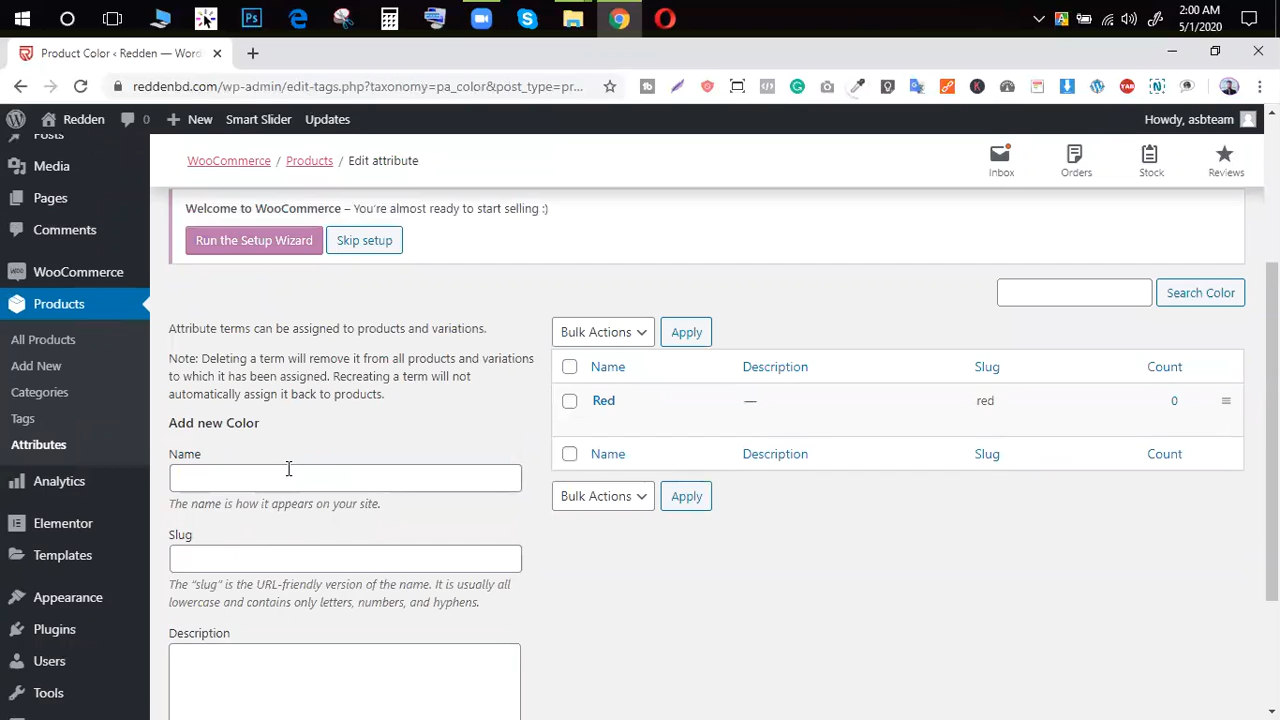 2:00 AM
5/1/2020
Product Color ‹ Redden — Word
reddenbd.com/wp-admin/edit-tags.php?taxonomy=pa_color&post_type=pr...
Redden
0
New
Smart Slider
Updates
Howdy, asbteam
Posts
Media
Pages
Comments
WooCommerce
Products
All Products
Add New
Categories
Tags
Attributes
Analytics
Elementor
Templates
Appearance
Plugins
Users
Tools
WooCommerce / Products / Edit attribute
Inbox
Orders
Stock
Reviews
Welcome to WooCommerce – You're almost ready to start selling :)
Run the Setup Wizard
Skip setup
Search Color
Attribute terms can be assigned to products and variations.
Note: Deleting a term will remove it from all products and variations
to which it has been assigned. Recreating a term will not
automatically assign it back to products.
Add new Color
Name
The name is how it appears on your site.
Slug
The “slug” is the URL-friendly version of the name. It is usually all
lowercase and contains only letters, numbers, and hyphens.
Description
Bulk Actions
Apply
Name Description Slug Count
Red — red 0
Name Description Slug Count
Bulk Actions
Apply